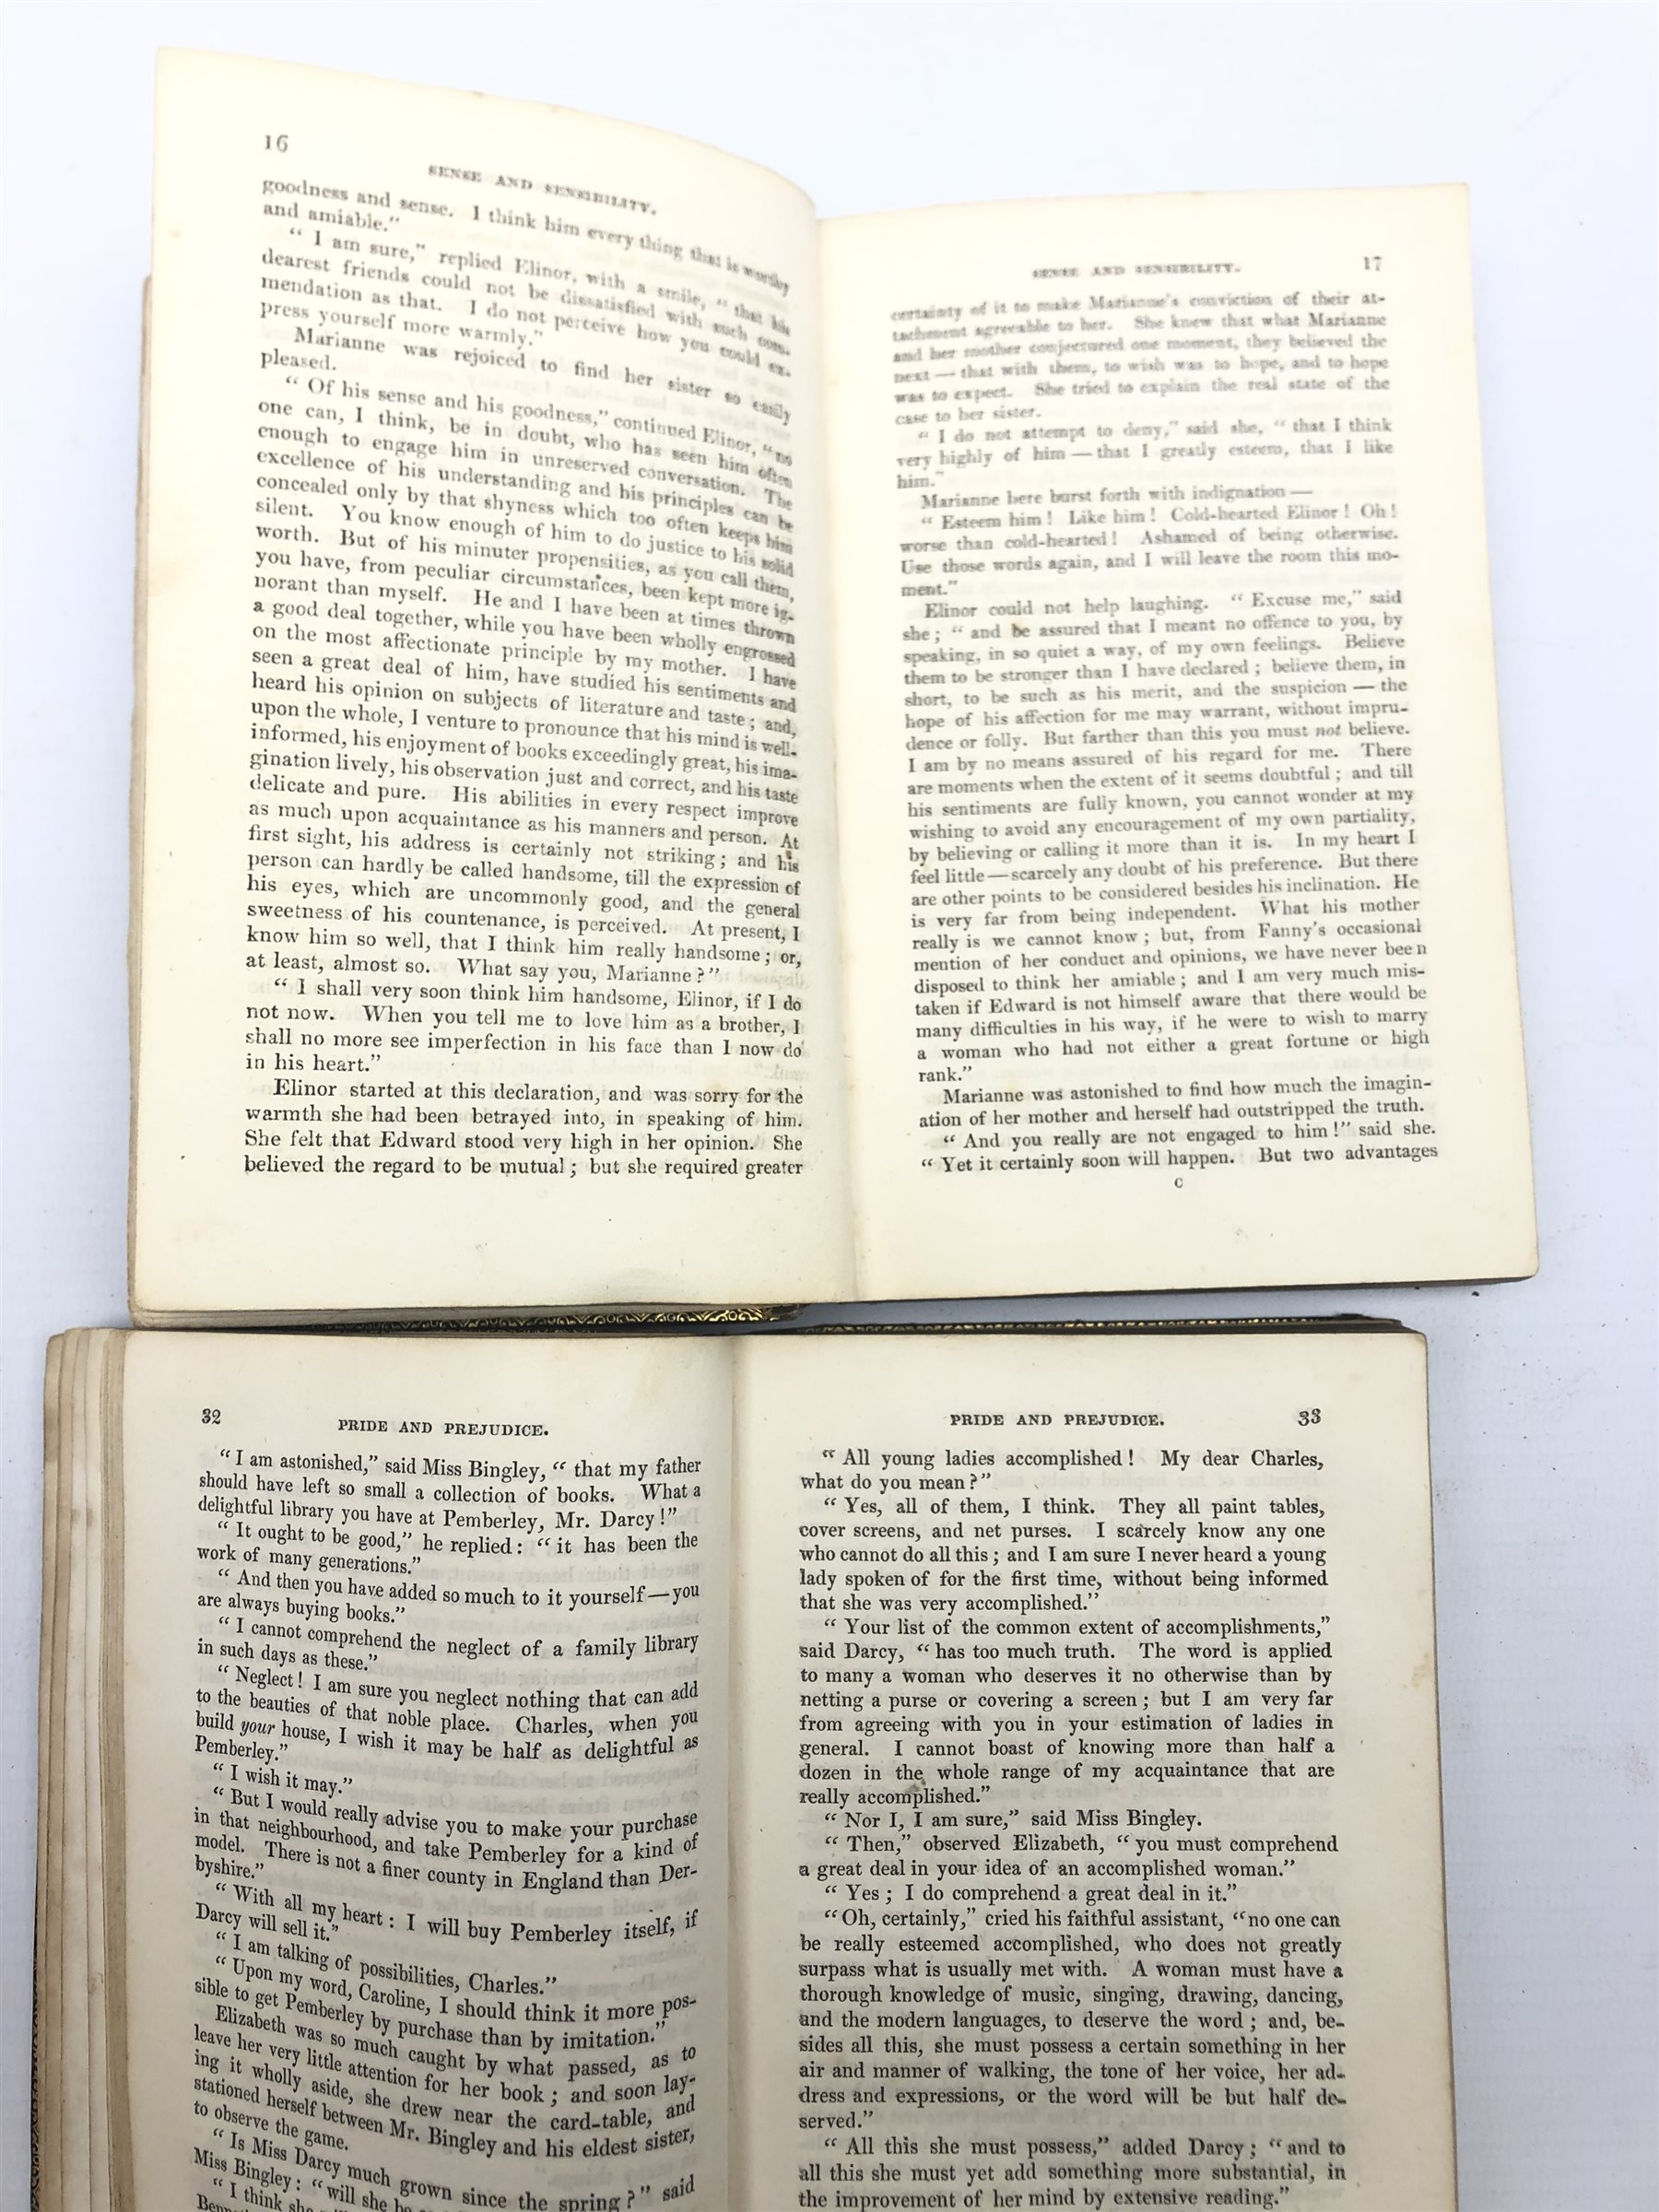 16
SENSE AND SENSIBILITY.
goodness and sense. I think him every thing that is worthy
and amiable.”
“ I am sure,” replied Elinor, with a smile, “ that his
dearest friends could not be dissatisfied with such com-
mendation as that. I do not perceive how you could ex-
press yourself more warmly.”
Marianne was rejoiced to find her sister so easily
pleased.
“ Of his sense and his goodness,” continued Elinor, “ no
one can, I think, be in doubt, who has seen him often
enough to engage him in unreserved conversation. The
excellence of his understanding and his principles can be
concealed only by that shyness which too often keeps him
silent. You know enough of him to do justice to his solid
worth. But of his minuter propensities, as you call them,
you have, from peculiar circumstances, been kept more ig-
norant than myself. He and I have been at times thrown
a good deal together, while you have been wholly engrossed
on the most affectionate principle by my mother. I have
seen a great deal of him, have studied his sentiments and
heard his opinion on subjects of literature and taste ; and,
upon the whole, I venture to pronounce that his mind is well-
informed, his enjoyment of books exceedingly great, his ima-
gination lively, his observation just and correct, and his taste
delicate and pure. His abilities in every respect improve
as much upon acquaintance as his manners and person. At
first sight, his address is certainly not striking ; and his
person can hardly be called handsome, till the expression of
his eyes, which are uncommonly good, and the general
sweetness of his countenance, is perceived. At present, I
know him so well, that I think him really handsome ; or,
at least, almost so. What say you, Marianne ?”
“ I shall very soon think him handsome, Elinor, if I do
not now. When you tell me to love him as a brother, I
shall no more see imperfection in his face than I now do
in his heart.”
Elinor started at this declaration, and was sorry for the
warmth she had been betrayed into, in speaking of him.
She felt that Edward stood very high in her opinion. She
believed the regard to be mutual ; but she required greater
SENSE AND SENSIBILITY. 17
certainty of it to make Marianne's conviction of their at-
tachment agreeable to her. She knew that what Marianne
and her mother conjectured one moment, they believed the
next — that with them, to wish was to hope, and to hope
was to expect. She tried to explain the real state of the
case to her sister.
“ I do not attempt to deny,” said she, “ that I think
very highly of him — that I greatly esteem, that I like
him.”
Marianne here burst forth with indignation —
“ Esteem him ! Like him ! Cold-hearted Elinor ! Oh !
worse than cold-hearted ! Ashamed of being otherwise.
Use those words again, and I will leave the room this mo-
ment.”
Elinor could not help laughing. “ Excuse me,” said
she ; “ and be assured that I meant no offence to you, by
speaking, in so quiet a way, of my own feelings. Believe
them to be stronger than I have declared ; believe them, in
short, to be such as his merit, and the suspicion — the
hope of his affection for me may warrant, without impru-
dence or folly. But farther than this you must not believe.
I am by no means assured of his regard for me. There
are moments when the extent of it seems doubtful ; and till
his sentiments are fully known, you cannot wonder at my
wishing to avoid any encouragement of my own partiality,
by believing or calling it more than it is. In my heart I
feel little — scarcely any doubt of his preference. But there
are other points to be considered besides his inclination. He
is very far from being independent. What his mother
really is we cannot know ; but, from Fanny's occasional
mention of her conduct and opinions, we have never been
disposed to think her amiable ; and I am very much mis-
taken if Edward is not himself aware that there would be
many difficulties in his way, if he were to wish to marry
a woman who had not either a great fortune or high
rank.”
Marianne was astonished to find how much the imagin-
ation of her mother and herself had outstripped the truth.
“ And you really are not engaged to him !” said she.
“ Yet it certainly soon will happen. But two advantages
C
32 PRIDE AND PREJUDICE.
“ I am astonished,” said Miss Bingley, “ that my father
should have left so small a collection of books. What a
delightful library you have at Pemberley, Mr. Darcy !”
“ It ought to be good,” he replied : “ it has been the
work of many generations.”
“ And then you have added so much to it yourself — you
are always buying books.”
“ I cannot comprehend the neglect of a family library
in such days as these.”
“ Neglect ! I am sure you neglect nothing that can add
to the beauties of that noble place. Charles, when you
build your house, I wish it may be half as delightful as
Pemberley.”
“ I wish it may.”
“ But I would really advise you to make your purchase
in that neighbourhood, and take Pemberley for a kind of
model. There is not a finer county in England than Der-
byshire.”
“ With all my heart : I will buy Pemberley itself, if
Darcy will sell it.”
“ I am talking of possibilities, Charles.”
“ Upon my word, Caroline, I should think it more pos-
sible to get Pemberley by purchase than by imitation.”
Elizabeth was so much caught by what passed, as to
leave her very little attention for her book ; and soon lay-
ing it wholly aside, she drew near the card-table, and
stationed herself between Mr. Bingley and his eldest sister,
to observe the game.
“ Is Miss Darcy much grown since the spring ?” said
Miss Bingley : “ will she be
“ I think she
PRIDE AND PREJUDICE. 33
“ All young ladies accomplished ! My dear Charles,
what do you mean ?”
“ Yes, all of them, I think. They all paint tables,
cover screens, and net purses. I scarcely know any one
who cannot do all this ; and I am sure I never heard a young
lady spoken of for the first time, without being informed
that she was very accomplished.”
“ Your list of the common extent of accomplishments,”
said Darcy, “ has too much truth. The word is applied
to many a woman who deserves it no otherwise than by
netting a purse or covering a screen ; but I am very far
from agreeing with you in your estimation of ladies in
general. I cannot boast of knowing more than half a
dozen in the whole range of my acquaintance that are
really accomplished.”
“ Nor I, I am sure,” said Miss Bingley.
“ Then,” observed Elizabeth, “ you must comprehend
a great deal in your idea of an accomplished woman.”
“ Yes ; I do comprehend a great deal in it.”
“ Oh, certainly,” cried his faithful assistant, “ no one can
be really esteemed accomplished, who does not greatly
surpass what is usually met with. A woman must have a
thorough knowledge of music, singing, drawing, dancing,
and the modern languages, to deserve the word ; and, be-
sides all this, she must possess a certain something in her
air and manner of walking, the tone of her voice, her ad-
dress and expressions, or the word will be but half de-
served.”
“ All this she must possess,” added Darcy ; “ and to
all this she must yet add something more substantial, in
the improvement of her mind by extensive reading.”